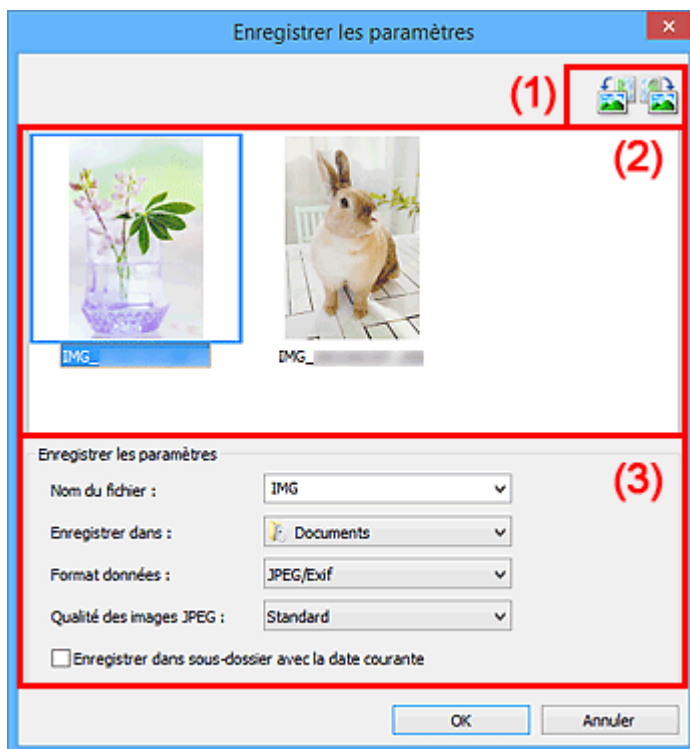 Enregistrer les paramètres
(1)
(2)
IMG_
IMG_
Enregistrer les paramètres
(3)
Nom du fichier :
IMG
Enregistrer dans :
Documents
Format données :
JPEG/Exif
Qualité des images JPEG :
Standard
Enregistrer dans sous-dossier avec la date courante
OK
Annuler